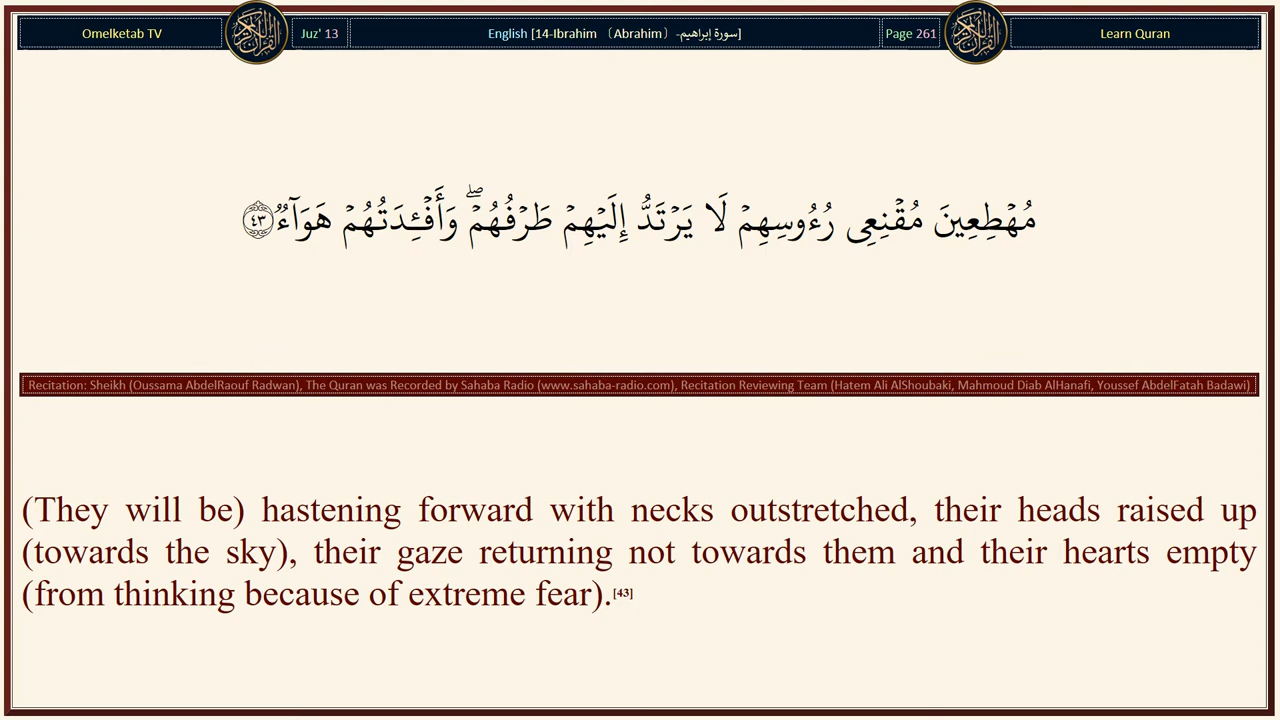 Omelketab TV
Juz' 13
English [14-Ibrahim （Abrahim）-سورة إبراهيم]
Page 261
Learn Quran
مُهۡطِعِينَ مُقۡنِعِي رُءُوسِهِمۡ لَا يَرۡتَدُّ إِلَيۡهِمۡ طَرۡفُهُمۡۖ وَأَفۡـِٔدَتُهُمۡ هَوَآءٞ ٤٣
Recitation: Sheikh (Oussama AbdelRaouf Radwan), The Quran was Recorded by Sahaba Radio (www.sahaba-radio.com), Recitation Reviewing Team (Hatem Ali AlShoubaki, Mahmoud Diab AlHanafi, Youssef AbdelFatah Badawi)
(They will be) hastening forward with necks outstretched, their heads raised up
(towards the sky), their gaze returning not towards them and their hearts empty
(from thinking because of extreme fear).[43]